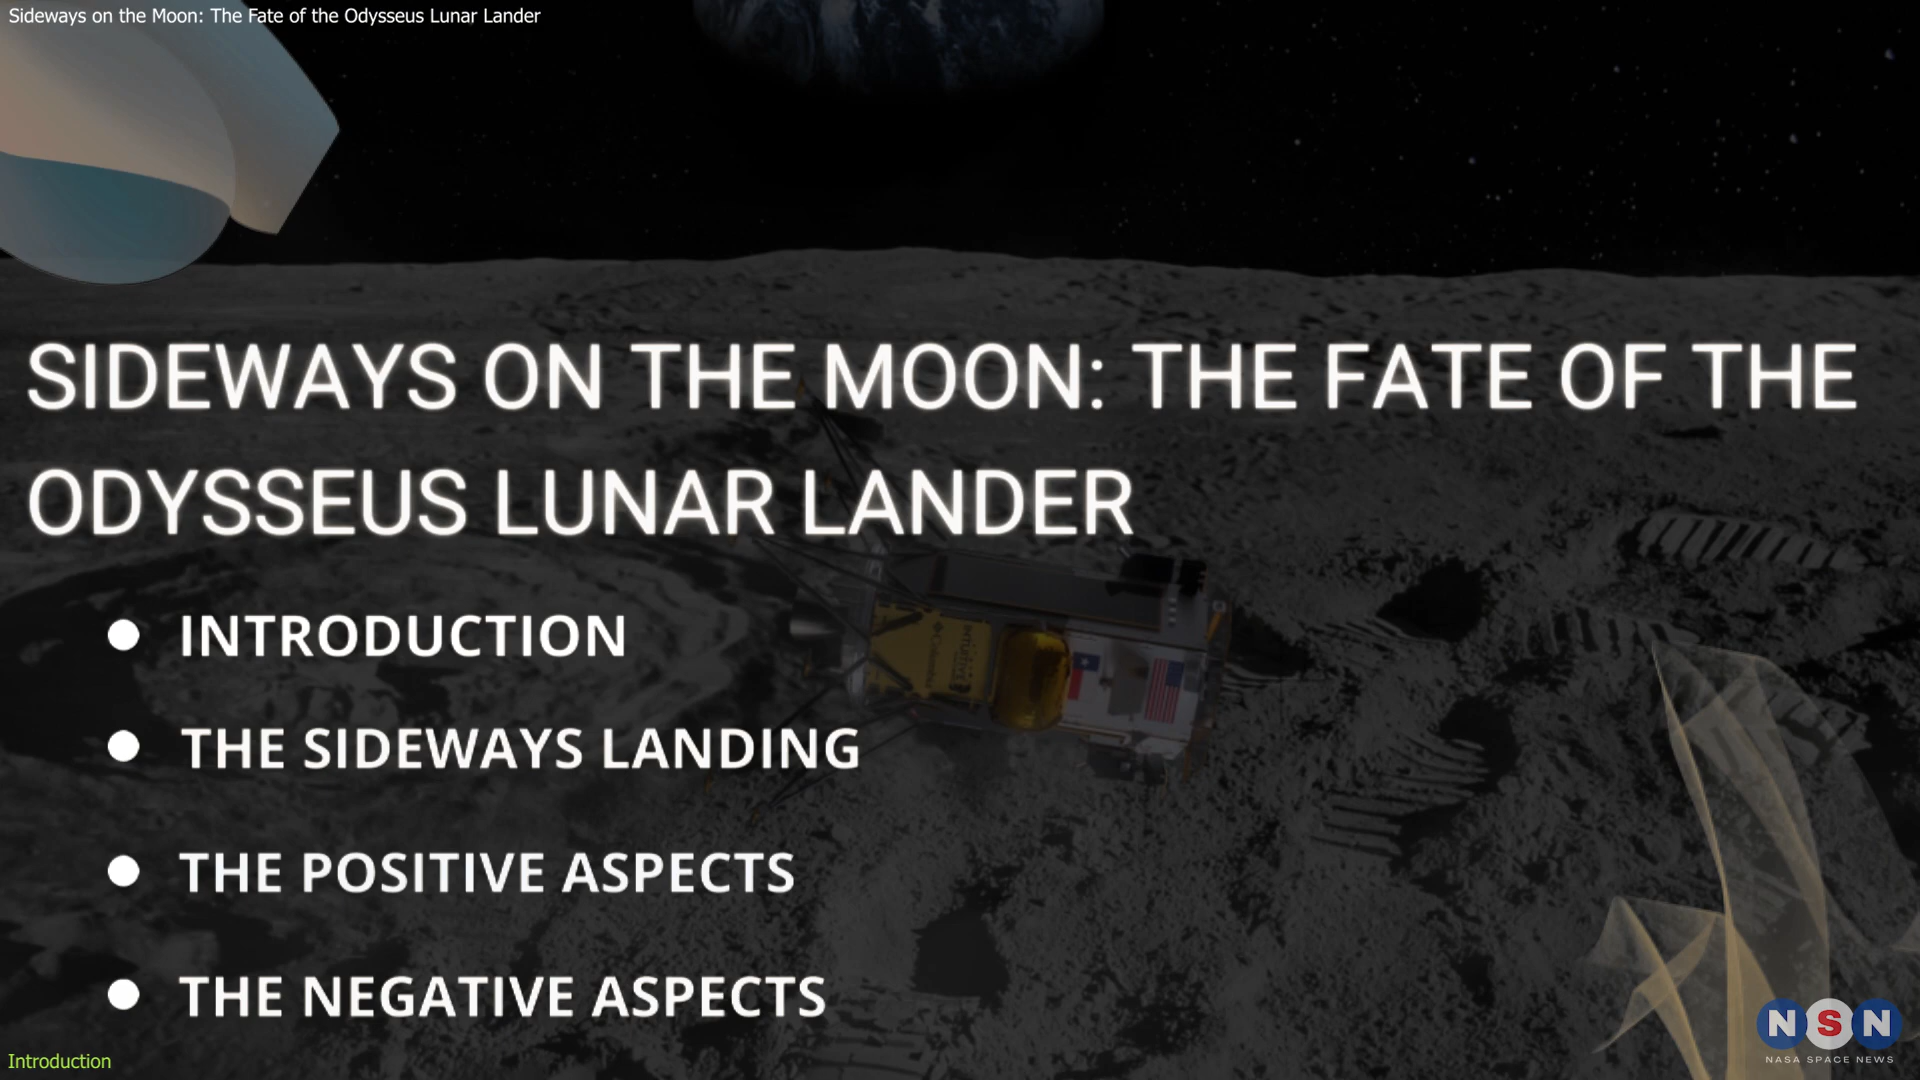 Sideways on the Moon: The Fate of the Odysseus Lunar Lander
SIDEWAYS ON THE MOON: THE FATE OF THE
ODYSSEUS LUNAR LANDER
INTRODUCTION
THE SIDEWAYS LANDING
THE POSITIVE ASPECTS
THE NEGATIVE ASPECTS
Introduction
NSN
NASA SPACE NEWS